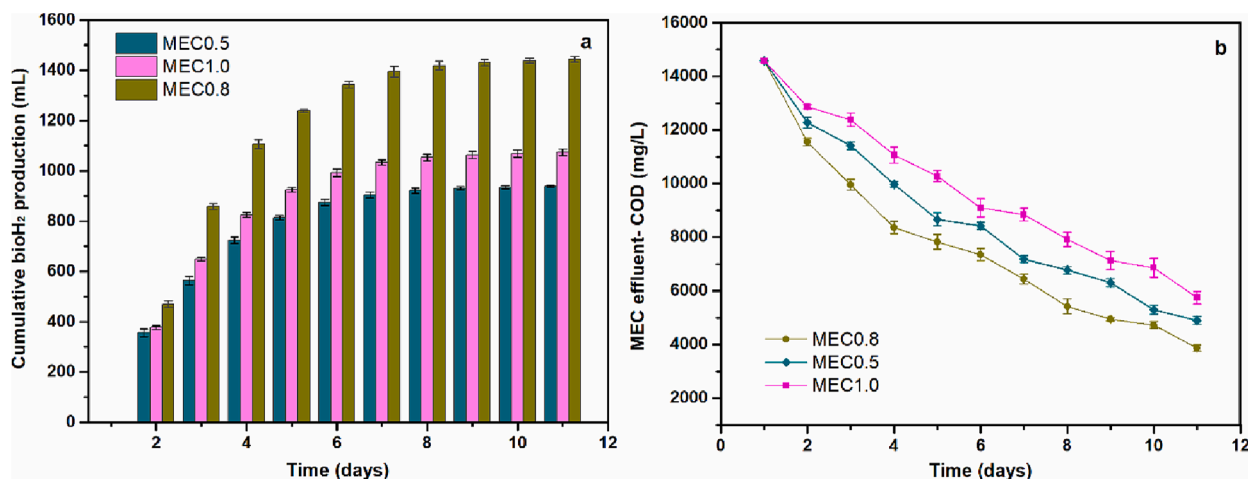 a
MEC0.5
MEC1.0
MEC0.8
Cumulative bioH₂ production (mL)
1600
1400
1200
1000
800
600
400
200
0
2 4 6 8 10 12
Time (days)
b
MEC effluent- COD (mg/L)
16000
14000
12000
10000
8000
6000
4000
2000
MEC0.8
MEC0.5
MEC1.0
0 2 4 6 8 10 12
Time (days)